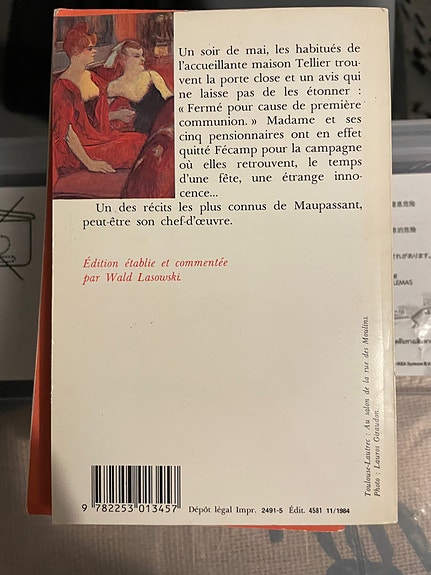 Un soir de mai, les habitués de
l'accueillante maison Tellier trou-
vent la porte close et un avis qui
ne laisse pas de les étonner :
« Fermé pour cause de première
communion. » Madame et ses
cinq pensionnaires ont en effet
quitté Fécamp pour la campagne
où elles retrouvent, le temps
d'une fête, une étrange inno-
cence...
Un des récits les plus connus de Maupassant,
peut-être son chef-d'œuvre.
Édition établie et commentée
par Wald Lasowski.
Toulouse-Lautrec : Au salon de la rue des Moulins.
Photo : Lauros Giraudon.
9 782253 013457
Dépôt légal Impr. 2491-5 Édit. 4581 11/1984